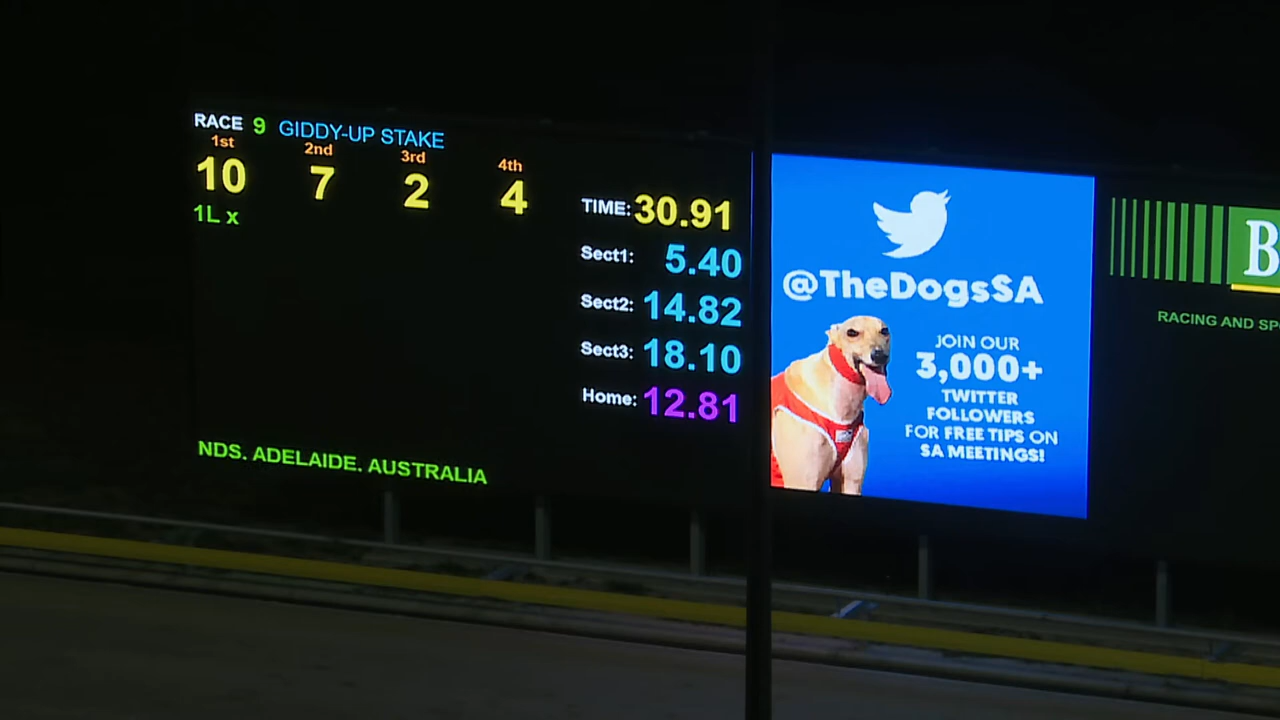 RACE 9 GIDDY-UP STAKE
1st 2nd 3rd 4th
10 7 2 4
1L x
TIME: 30.91
Sect1: 5.40
Sect2: 14.82
Sect3: 18.10
Home: 12.81
NDS. ADELAIDE. AUSTRALIA
@TheDogsSA
JOIN OUR
3,000+
TWITTER
FOLLOWERS
FOR FREE TIPS ON
SA MEETINGS!
B
RACING AND